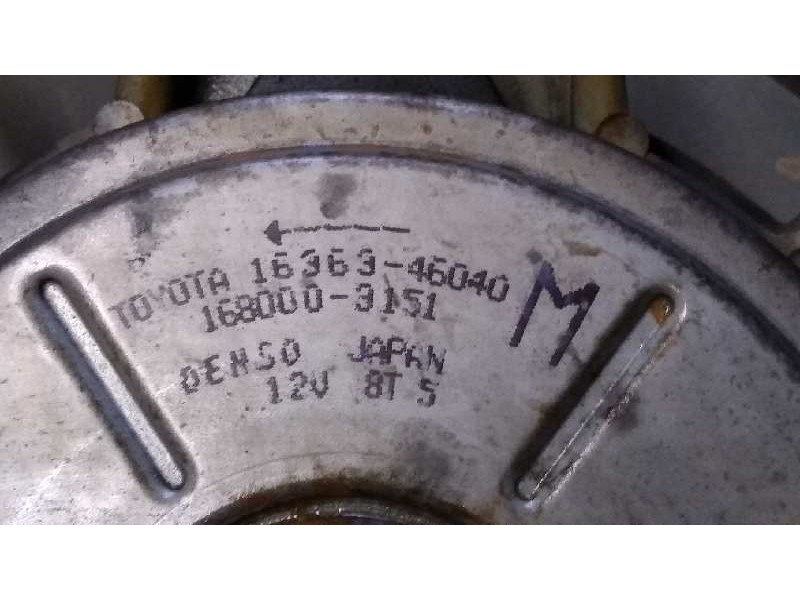 TOYOTA 16363-46040
168000-3151
M
DENSO JAPAN
12V 8T S